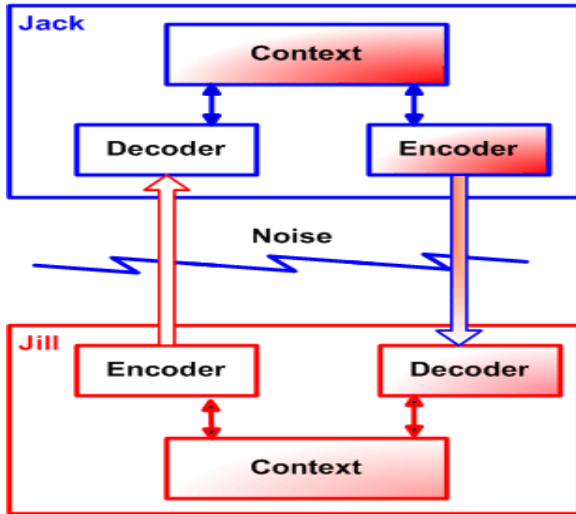 Jack
Context
Decoder
Encoder
Noise
Jill
Encoder
Decoder
Context